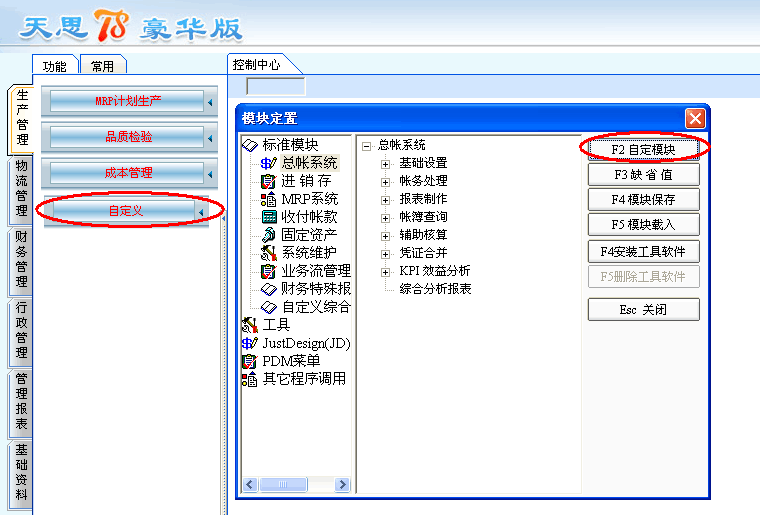 天思T8豪华版
功能
常用
控制中心
生产管理
物流管理
财务管理
行政管理
管理报表
基础资料
MRP计划生产
品质检验
成本管理
自定义
模块定置
标准模块
总帐系统
进 销 存
MRP系统
收付帐款
固定资产
系统维护
业务流管理
财务特殊报
自定义综合
工具
JustDesign(JD)
PDM菜单
其它程序调用
总帐系统
基础设置
帐务处理
报表制作
帐簿查询
辅助核算
凭证合并
KPI 效益分析
综合分析报表
F2 自定模块
F3 缺 省 值
F4 模块保存
F5 模块载入
F4安装工具软件
F5删除工具软件
Esc 关闭